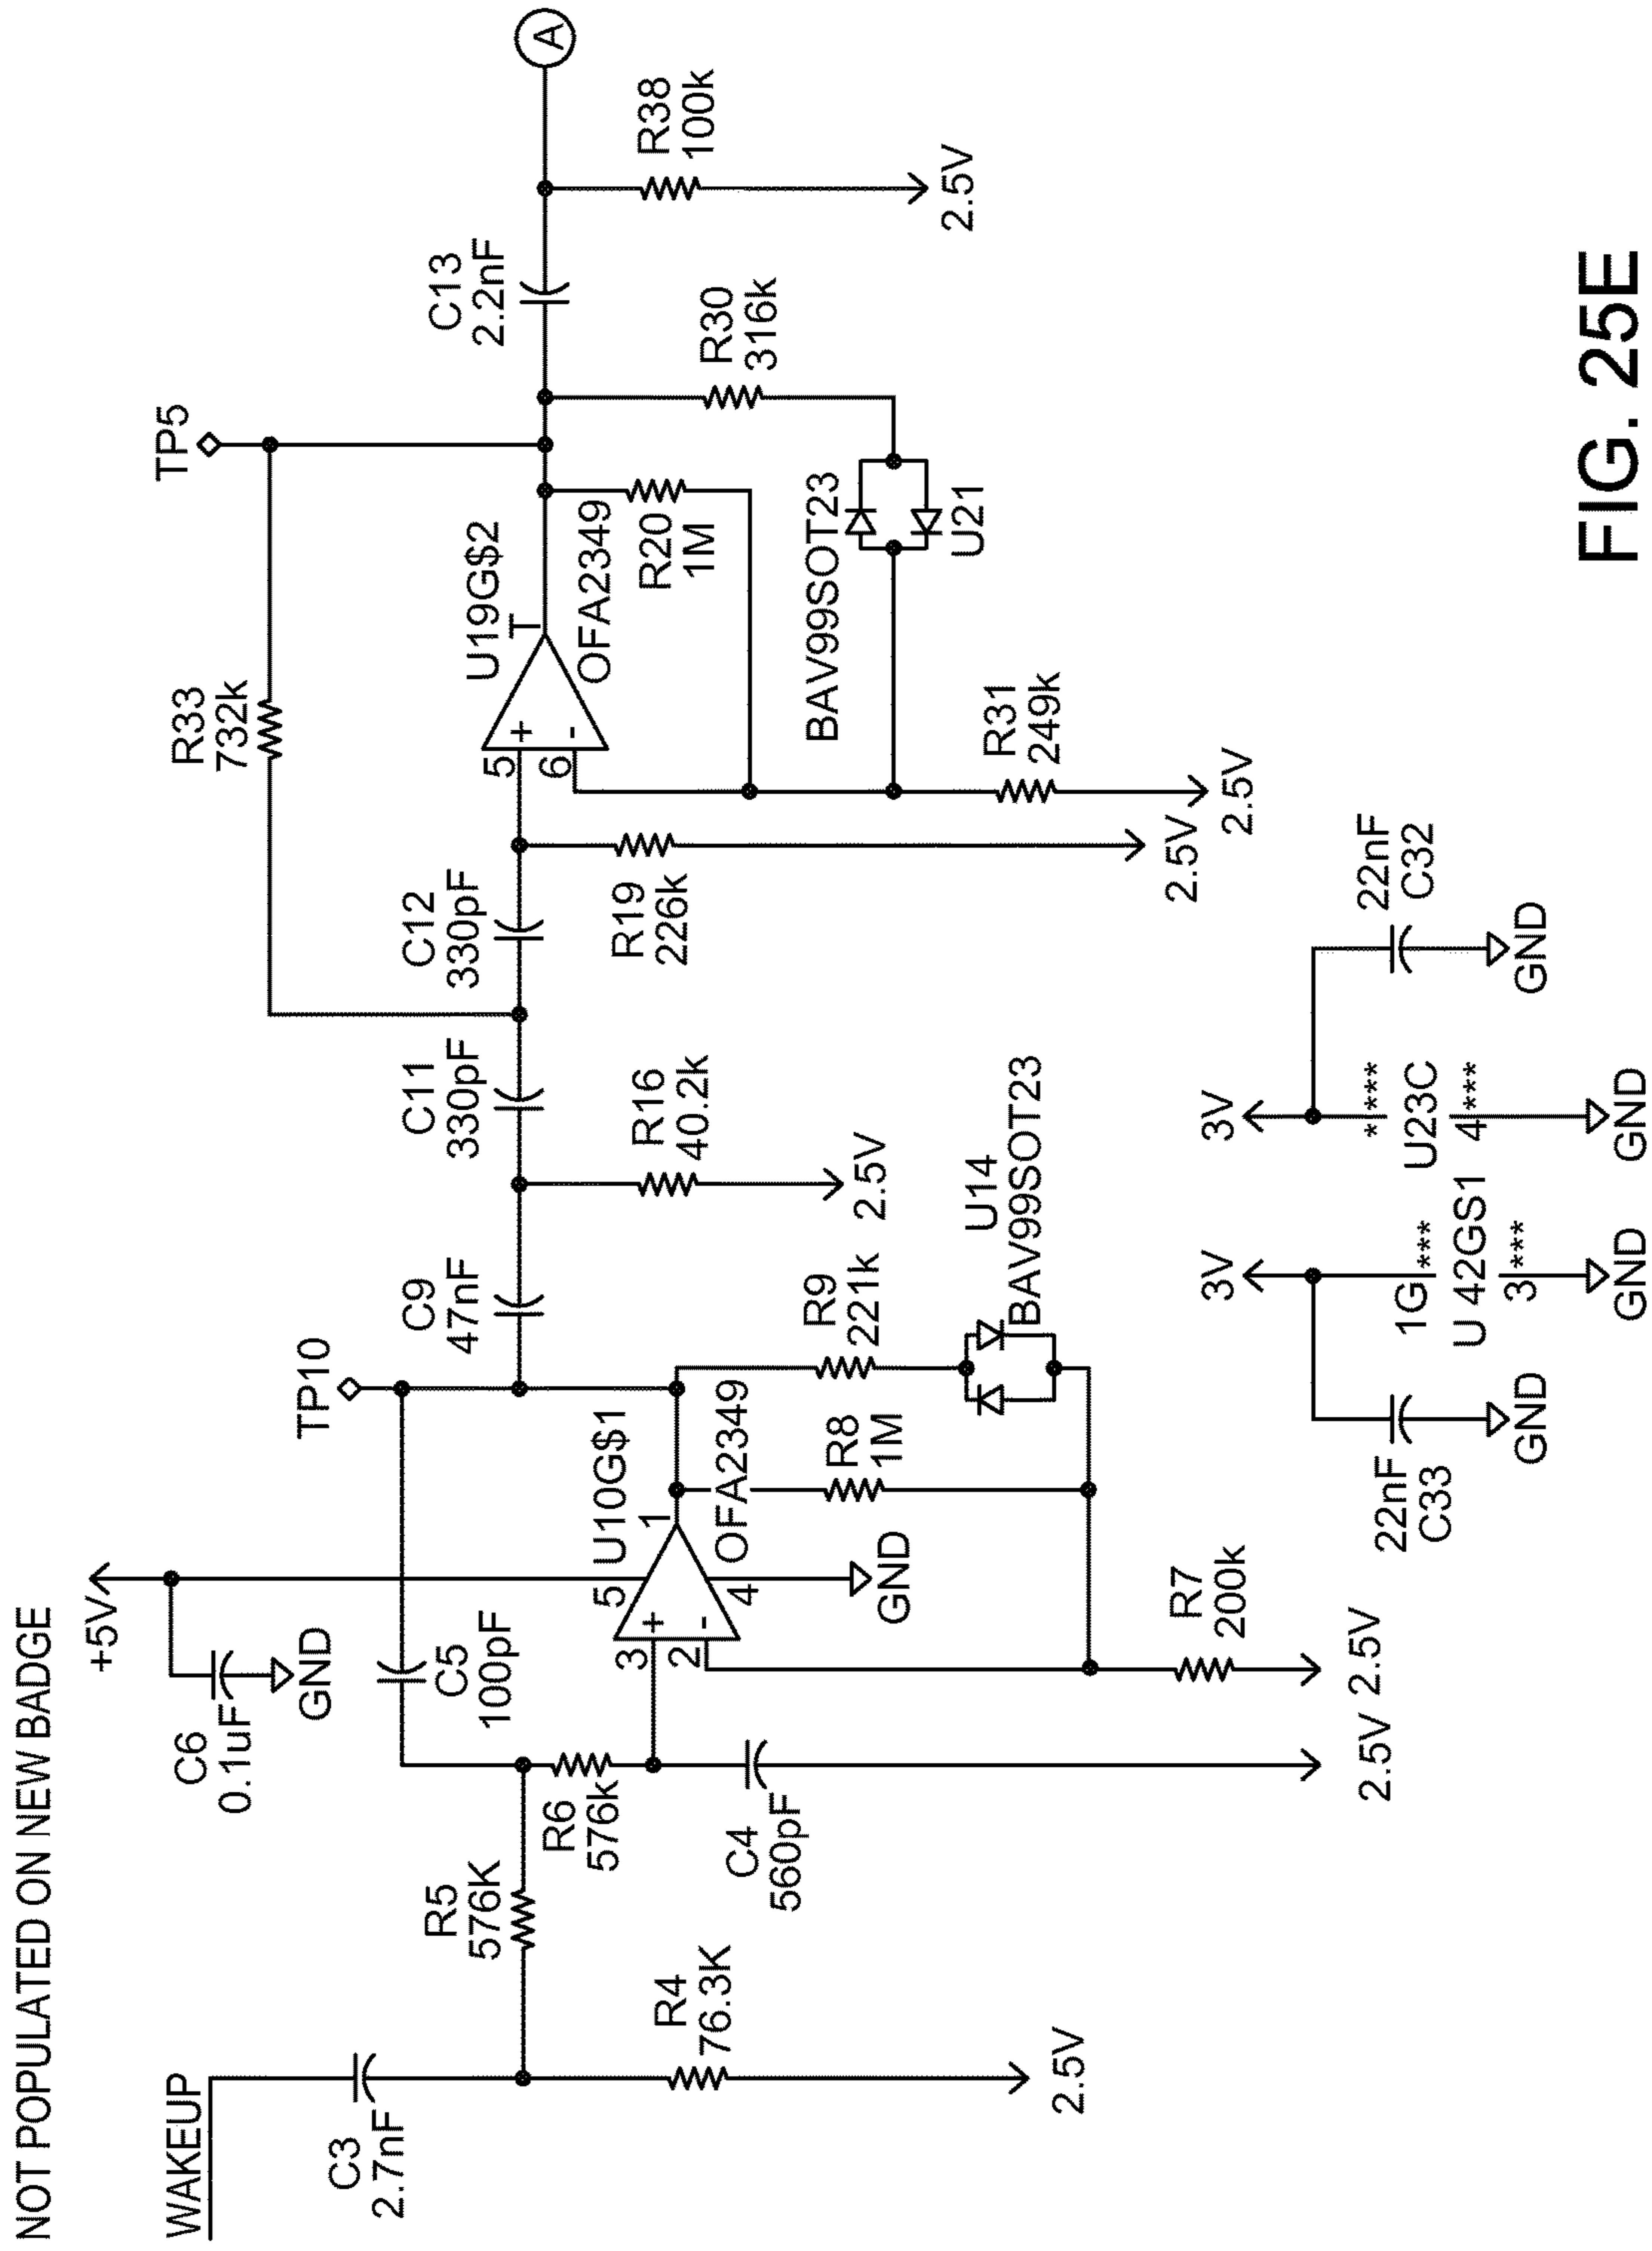 NOT POPULATED ON NEW BADGE
WAKEUP
C3
2.7nF
R4
76.3K
2.5V
R5
576K
R6
576k
C4
560pF
2.5V
C6
0.1uF
GND
+5V
C5
100pF
3
2
+
-
5
4
1
U10G$1
OFA2349
GND
R7
200k
2.5V
R8
1M
R9
221k
U14
BAV99SOT23
TP10
C9
47nF
R16
40.2k
2.5V
C11
330pF
C12
330pF
R33
732k
R19
226k
2.5V
5
6
+
-
T
U19G$2
OFA2349
R31
249k
2.5V
R20
1M
BAV99SOT23
U21
R30
316k
TP5
C13
2.2nF
R38
100k
2.5V
A
22nF
C33
GND
3V
1G***
U 42GS1
3***
GND
3V
****
U23C
4***
GND
22nF
C32
GND
FIG. 25E